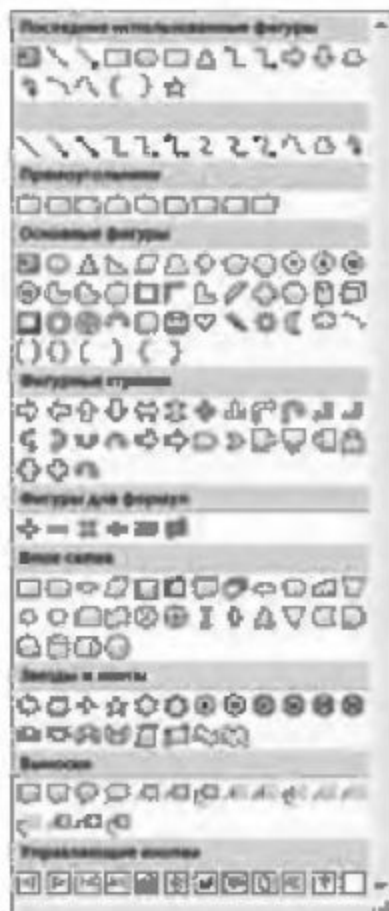 Последние использованные фигуры
Прямоугольники
Основные фигуры
Фигурные стрелки
Фигуры для формул
Блок-схема
Звезды и ленты
Выноски
Управляющие кнопки